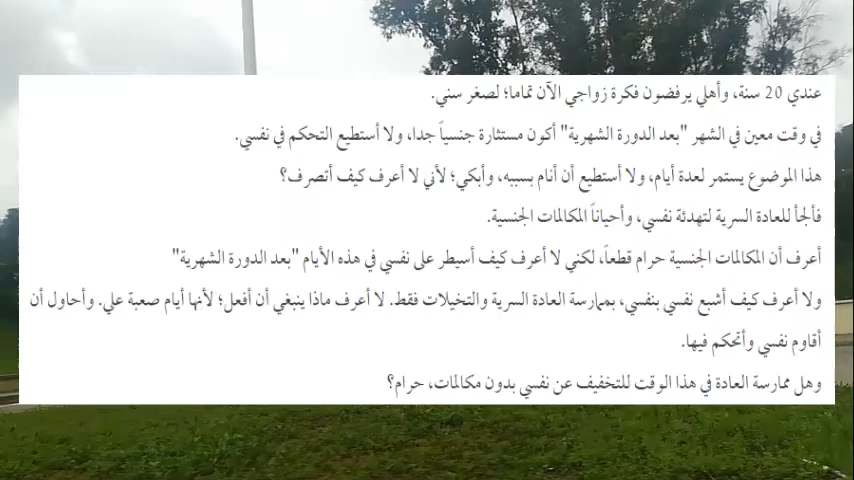 عندي 20 سنة، وأهلي يرفضون فكرة زواجي الآن تماما؛ لصغر سني.
في وقت معين في الشهر "بعد الدورة الشهرية" أكون مستثارة جنسياً جدا، ولا أستطيع التحكم في نفسي.
هذا الموضوع يستمر لعدة أيام، ولا أستطيع أن أنام بسببه، وأبكي؛ لأني لا أعرف كيف أتصرف؟
فألجأ للعادة السرية لتهدئة نفسي، وأحياناً المكالمات الجنسية.
أعرف أن المكالمات الجنسية حرام قطعاً، لكني لا أعرف كيف أسيطر على نفسي في هذه الأيام "بعد الدورة الشهرية"
ولا أعرف كيف أشبع نفسي بنفسي، بممارسة العادة السرية والتخيلات فقط. لا أعرف ماذا ينبغي أن أفعل؛ لأنها أيام صعبة علي. وأحاول أن
أقاوم نفسي وأتحكم فيها.
وهل ممارسة العادة في هذا الوقت للتخفيف عن نفسي بدون مكالمات، حرام؟